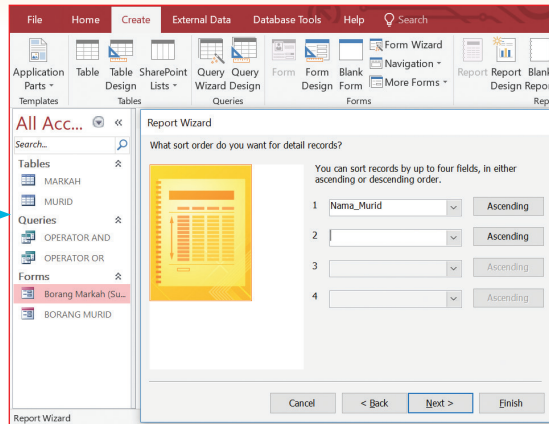 File Home Create External Data Database Tools Help Search
Application Parts Table Table Design SharePoint Lists Query Wizard Query Design Form Form Design Blank Form Form Wizard Navigation More Forms Report Report Design Blank
Templates Tables Queries Forms
All Acc... «
Search...
Tables
MARKAH
MURID
Queries
OPERATOR AND
OPERATOR OR
Forms
Borang Markah (Su...
BORANG MURID
Report Wizard
What sort order do you want for detail records?
You can sort records by up to four fields, in either
ascending or descending order.
1 Nama_Murid Ascending
2 Ascending
3 Ascending
4 Ascending
Cancel < Back Next > Finish
Report Wizard